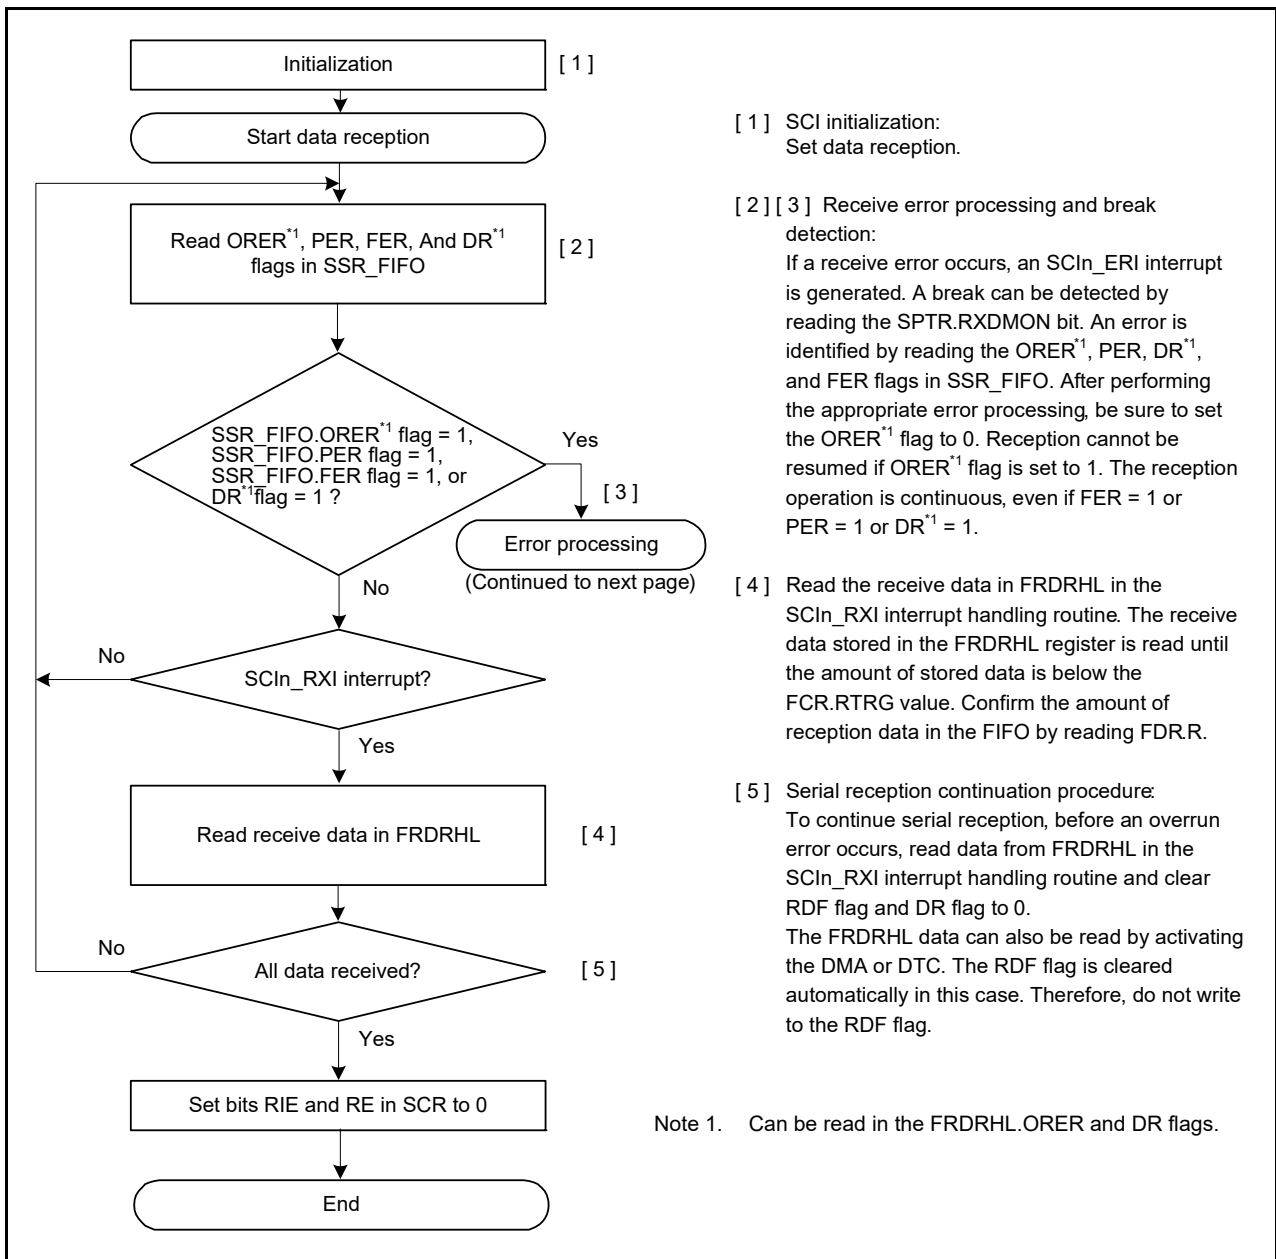 Initialization
[ 1 ]
Start data reception
Read ORER*1, PER, FER, And DR*1
flags in SSR_FIFO
[ 2 ]
SSR_FIFO.ORER*1 flag = 1,
SSR_FIFO.PER flag = 1,
SSR_FIFO.FER flag = 1, or
DR*1flag = 1 ?
Yes
[ 3 ]
Error processing
(Continued to next page)
No
SCIn_RXI interrupt?
No
Yes
Read receive data in FRDRHL
[ 4 ]
All data received?
[ 5 ]
No
Yes
Set bits RIE and RE in SCR to 0
End
[ 1 ] SCI initialization:
Set data reception.
[ 2 ] [ 3 ] Receive error processing and break
detection:
If a receive error occurs, an SCIn_ERI interrupt
is generated. A break can be detected by
reading the SPTR.RXDMON bit. An error is
identified by reading the ORER*1, PER, DR*1,
and FER flags in SSR_FIFO. After performing
the appropriate error processing, be sure to set
the ORER*1 flag to 0. Reception cannot be
resumed if ORER*1 flag is set to 1. The reception
operation is continuous, even if FER = 1 or
PER = 1 or DR*1 = 1.
[ 4 ] Read the receive data in FRDRHL in the
SCIn_RXI interrupt handling routine. The receive
data stored in the FRDRHL register is read until
the amount of stored data is below the
FCR.RTRG value. Confirm the amount of
reception data in the FIFO by reading FDR.R.
[ 5 ] Serial reception continuation procedure:
To continue serial reception, before an overrun
error occurs, read data from FRDRHL in the
SCIn_RXI interrupt handling routine and clear
RDF flag and DR flag to 0.
The FRDRHL data can also be read by activating
the DMA or DTC. The RDF flag is cleared
automatically in this case. Therefore, do not write
to the RDF flag.
Note 1. Can be read in the FRDRHL.ORER and DR flags.